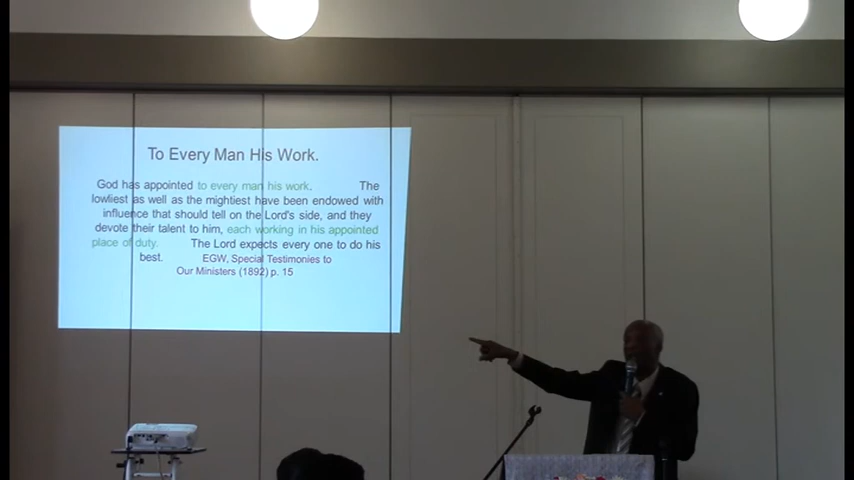 To Every Man His Work.
God has appointed to every man his work. The
lowliest as well as the mightiest have been endowed with
influence that should tell on the Lord's side, and they
devote their talent to him, each working in his appointed
place of duty. The Lord expects every one to do his
best. EGW, Special Testimonies to
Our Ministers (1892) p. 15